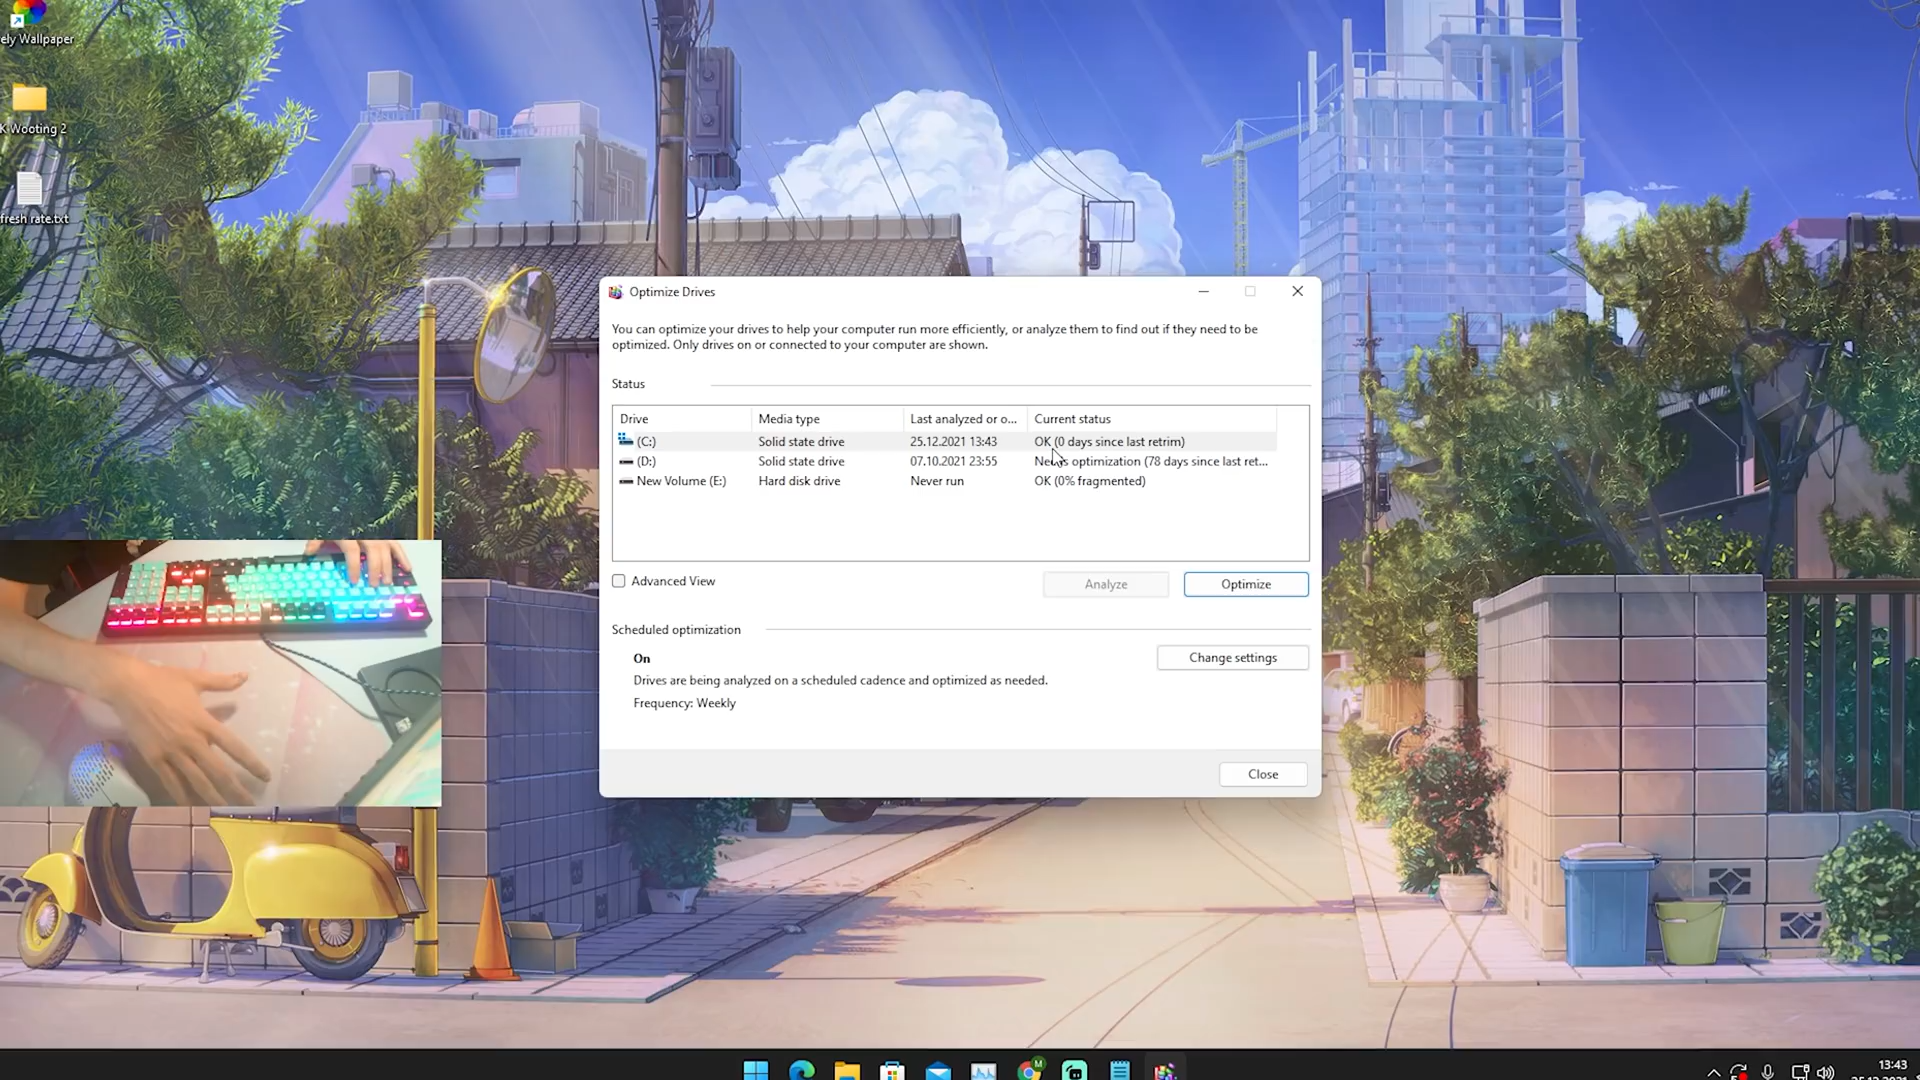 ely Wallpaper
K Wooting 2
fresh rate.txt
Optimize Drives
You can optimize your drives to help your computer run more efficiently, or analyze them to find out if they need to be
optimized. Only drives on or connected to your computer are shown.
Status
Drive Media type Last analyzed or o... Current status
(C:) Solid state drive 25.12.2021 13:43 OK (0 days since last retrim)
(D:) Solid state drive 07.10.2021 23:55 optimization (78 days since last ret...
New Volume (E:) Hard disk drive Never run OK (0% fragmented)
Advanced View
Analyze
Optimize
Scheduled optimization
On
Change settings
Drives are being analyzed on a scheduled cadence and optimized as needed.
Frequency: Weekly
Close
M
13:43